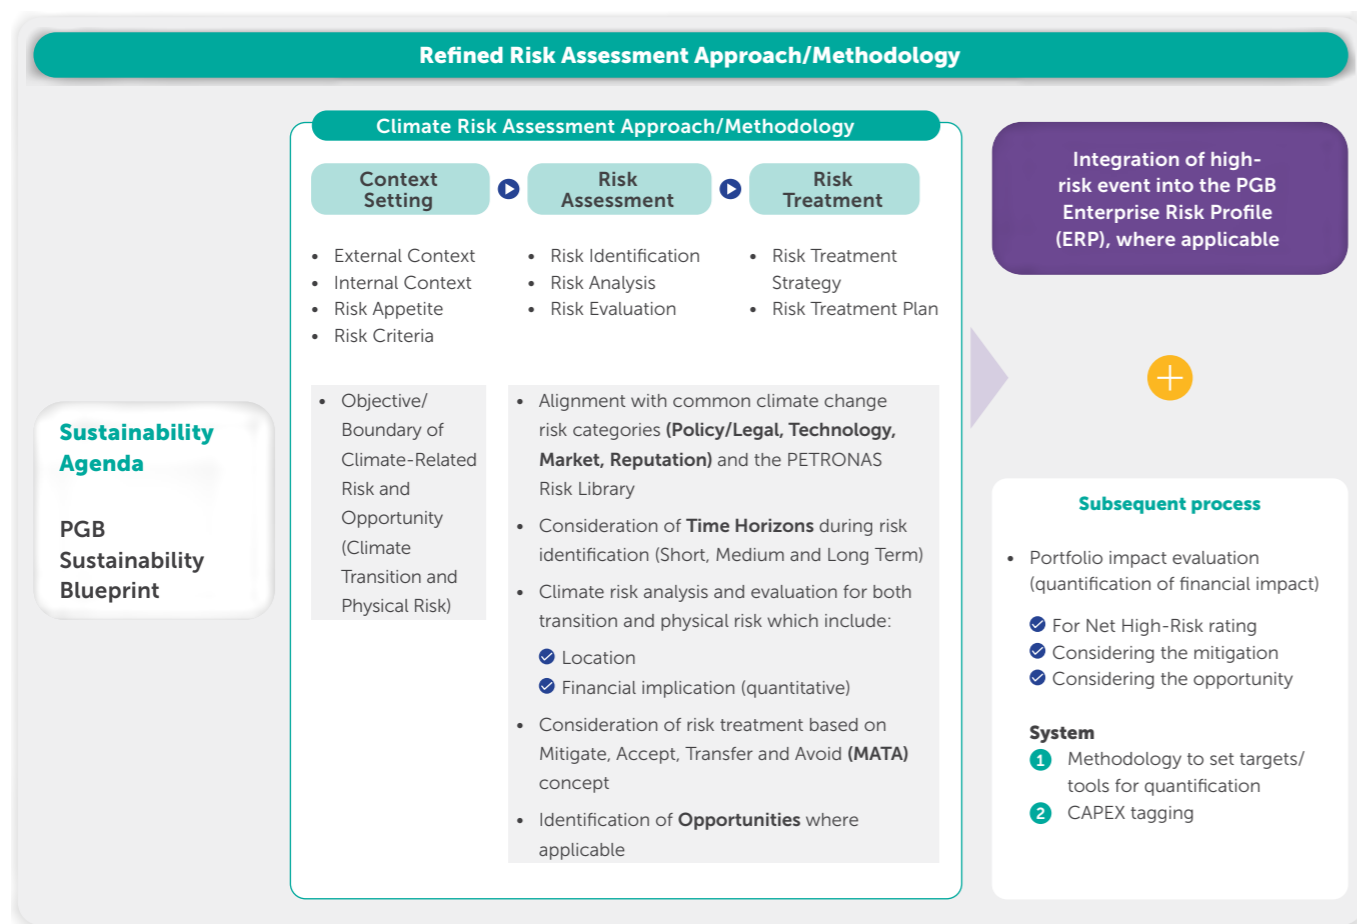 Refined Risk Assessment Approach/Methodology
Sustainability
Agenda
PGB
Sustainability
Blueprint
Climate Risk Assessment Approach/Methodology
Context
Setting
• External Context
• Internal Context
• Risk Appetite
• Risk Criteria
Risk
Assessment
• Risk Identification
• Risk Analysis
• Risk Evaluation
Risk
Treatment
• Risk Treatment
Strategy
• Risk Treatment Plan
• Objective/
Boundary of
Climate-Related
Risk and
Opportunity
(Climate
Transition and
Physical Risk)
• Alignment with common climate change
risk categories (Policy/Legal, Technology,
Market, Reputation) and the PETRONAS
Risk Library
• Consideration of Time Horizons during risk
identification (Short, Medium and Long Term)
• Climate risk analysis and evaluation for both
transition and physical risk which include:
Location
Financial implication (quantitative)
• Consideration of risk treatment based on
Mitigate, Accept, Transfer and Avoid (MATA)
concept
• Identification of Opportunities where
applicable
Integration of high-
risk event into the PGB
Enterprise Risk Profile
(ERP), where applicable
Subsequent process
• Portfolio impact evaluation
(quantification of financial impact)
For Net High-Risk rating
Considering the mitigation
Considering the opportunity
System
1 Methodology to set targets/
tools for quantification
2 CAPEX tagging